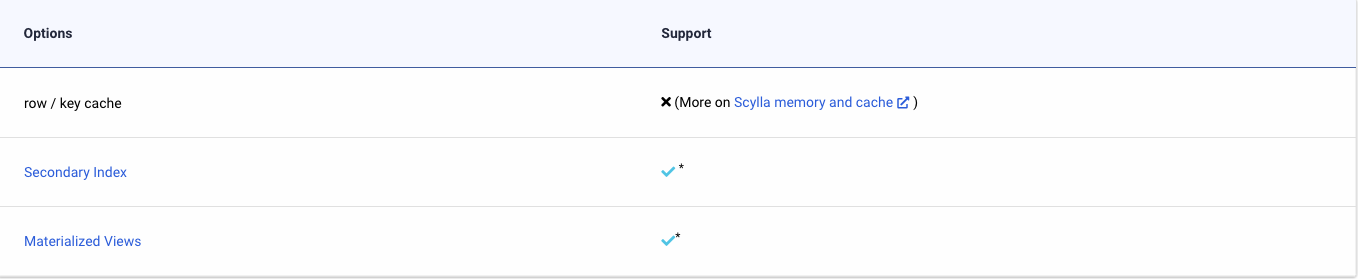 Options Support
row / key cache ✖ (More on Scylla memory and cache )
Secondary Index ✓ *
Materialized Views ✓*